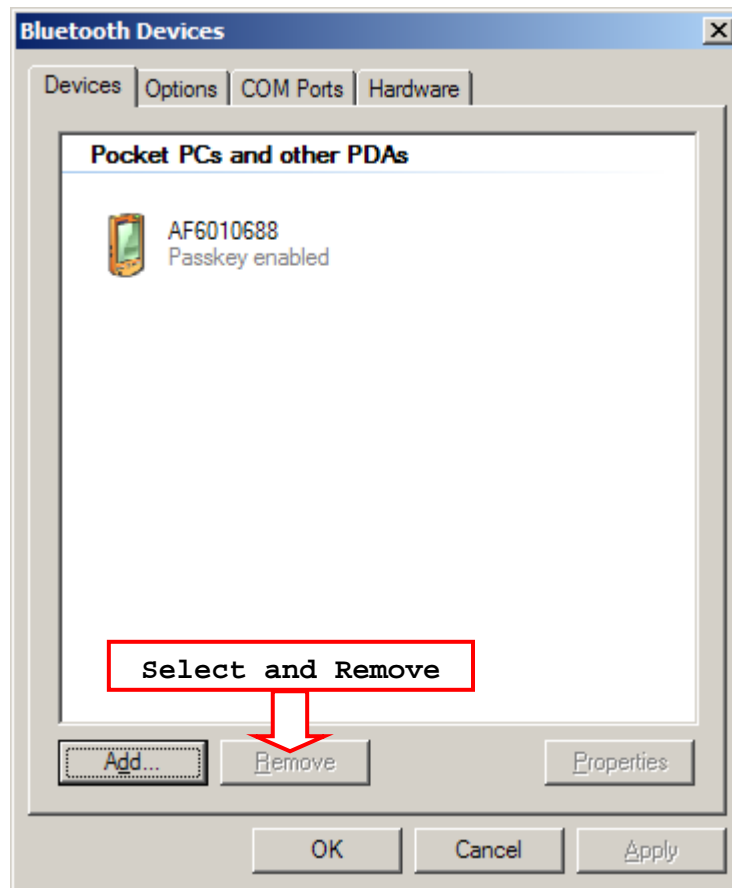 Bluetooth Devices
Devices Options COM Ports Hardware
Pocket PCs and other PDAs
AF6010688
Passkey enabled
Select and Remove
Add... Remove Properties
OK Cancel Apply